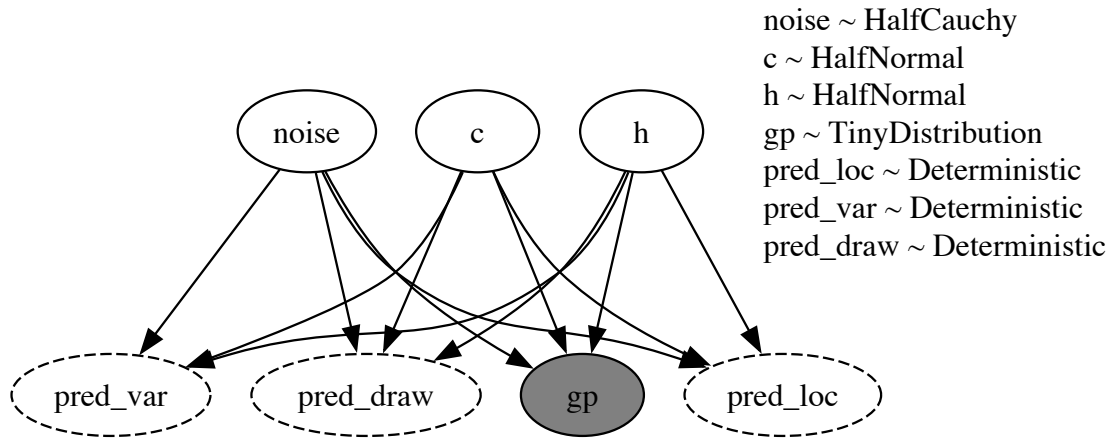 noise ~ HalfCauchy
c ~ HalfNormal
h ~ HalfNormal
gp ~ TinyDistribution
pred_loc ~ Deterministic
pred_var ~ Deterministic
pred_draw ~ Deterministic
noise
c
h
pred_var
pred_draw
gp
pred_loc